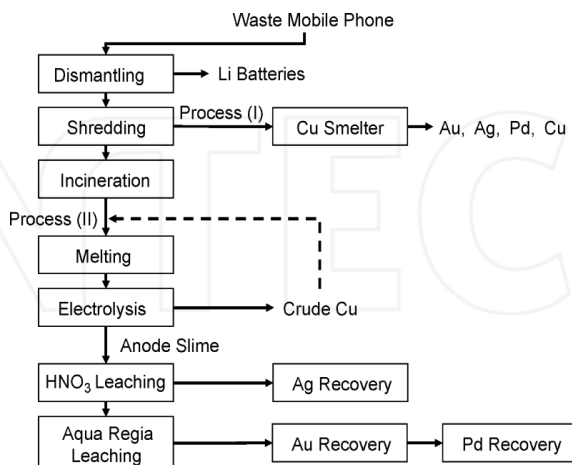 Waste Mobile Phone
Dismantling
Li Batteries
Process (I)
Shredding
Cu Smelter
Au, Ag, Pd, Cu
Incineration
Process (II)
Melting
Electrolysis
Crude Cu
Anode Slime
HNO₃ Leaching
Ag Recovery
Aqua Regia
Leaching
Au Recovery
Pd Recovery